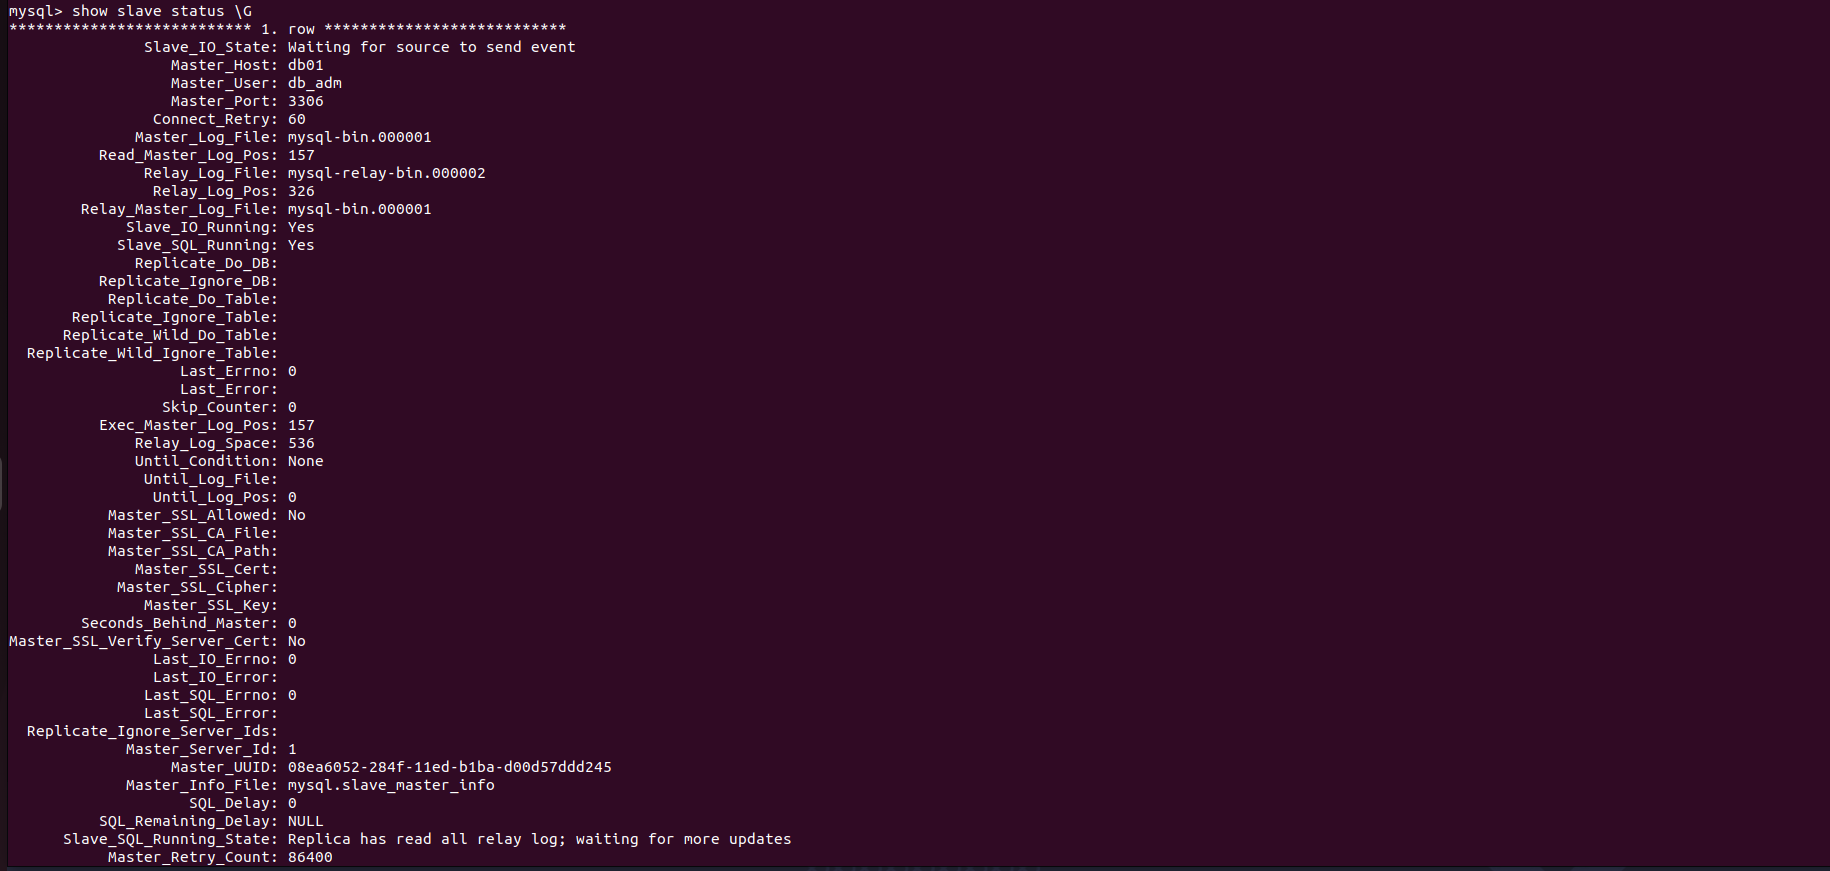 mysql> show slave status \G
*************************** 1. row ***************************
Slave_IO_State: Waiting for source to send event
Master_Host: db01
Master_User: db_adm
Master_Port: 3306
Connect_Retry: 60
Master_Log_File: mysql-bin.000001
Read_Master_Log_Pos: 157
Relay_Log_File: mysql-relay-bin.000002
Relay_Log_Pos: 326
Relay_Master_Log_File: mysql-bin.000001
Slave_IO_Running: Yes
Slave_SQL_Running: Yes
Replicate_Do_DB:
Replicate_Ignore_DB:
Replicate_Do_Table:
Replicate_Ignore_Table:
Replicate_Wild_Do_Table:
Replicate_Wild_Ignore_Table:
Last_Errno: 0
Last_Error:
Skip_Counter: 0
Exec_Master_Log_Pos: 157
Relay_Log_Space: 536
Until_Condition: None
Until_Log_File:
Until_Log_Pos: 0
Master_SSL_Allowed: No
Master_SSL_CA_File:
Master_SSL_CA_Path:
Master_SSL_Cert:
Master_SSL_Cipher:
Master_SSL_Key:
Seconds_Behind_Master: 0
Master_SSL_Verify_Server_Cert: No
Last_IO_Errno: 0
Last_IO_Error:
Last_SQL_Errno: 0
Last_SQL_Error:
Replicate_Ignore_Server_Ids:
Master_Server_Id: 1
Master_UUID: 08ea6052-284f-11ed-b1ba-d00d57ddd245
Master_Info_File: mysql.slave_master_info
SQL_Delay: 0
SQL_Remaining_Delay: NULL
Slave_SQL_Running_State: Replica has read all relay log; waiting for more updates
Master_Retry_Count: 86400